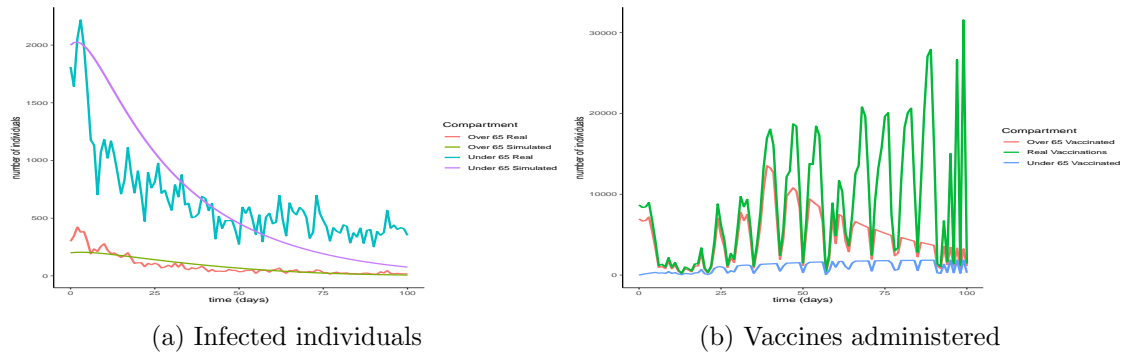 number of individuals
2000
1500
1000
500
0
0
25
50
75
100
time (days)
Compartment
Over 65 Real
Over 65 Simulated
Under 65 Real
Under 65 Simulated
(a) Infected individuals
number of individuals
30000
20000
10000
0
0
25
50
75
100
time (days)
Compartment
Over 65 Vaccinated
Real Vaccinations
Under 65 Vaccinated
(b) Vaccines administered